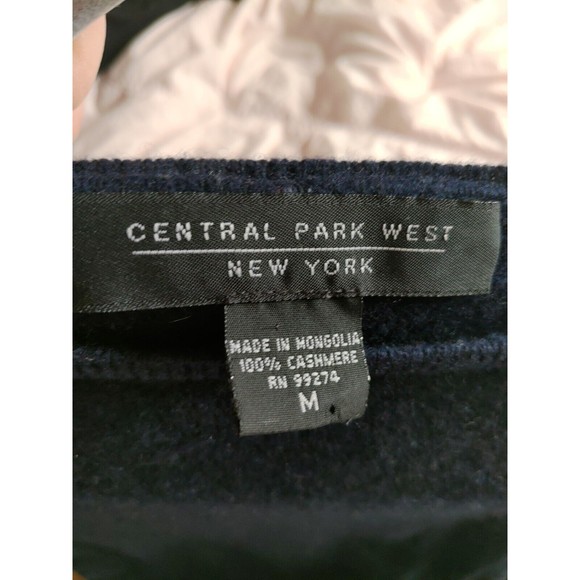 CENTRAL PARK WEST
NEW YORK
MADE IN MONGOLIA
100% CASHMERE
RN 99274
M